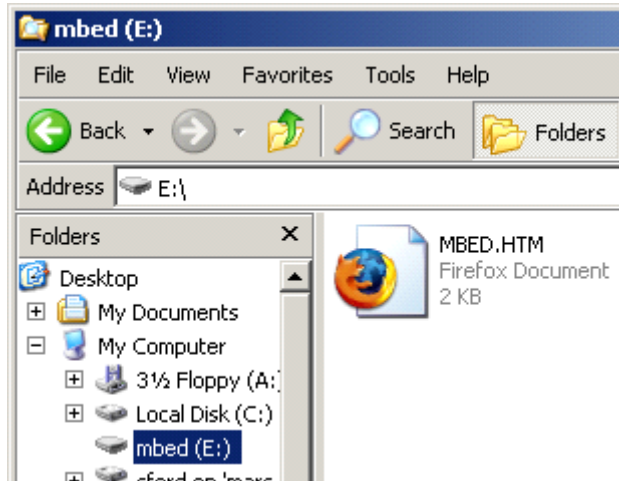 mbed (E:)
File Edit View Favorites Tools Help
Back Search Folders
Address E:\
Folders
Desktop
My Documents
My Computer
3½ Floppy (A:)
Local Disk (C:)
mbed (E:)
MBED.HTM
Firefox Document
2 KB